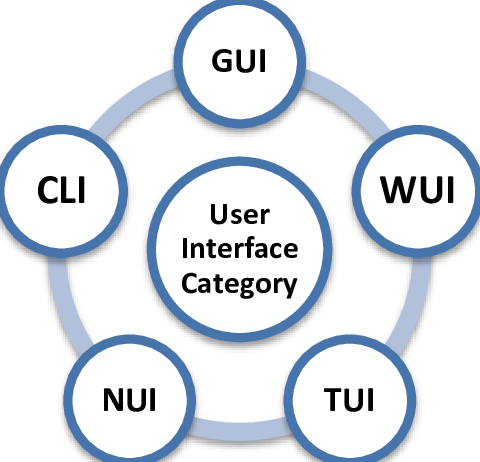 GUI
CLI
WUI
User
Interface
Category
NUI
TUI